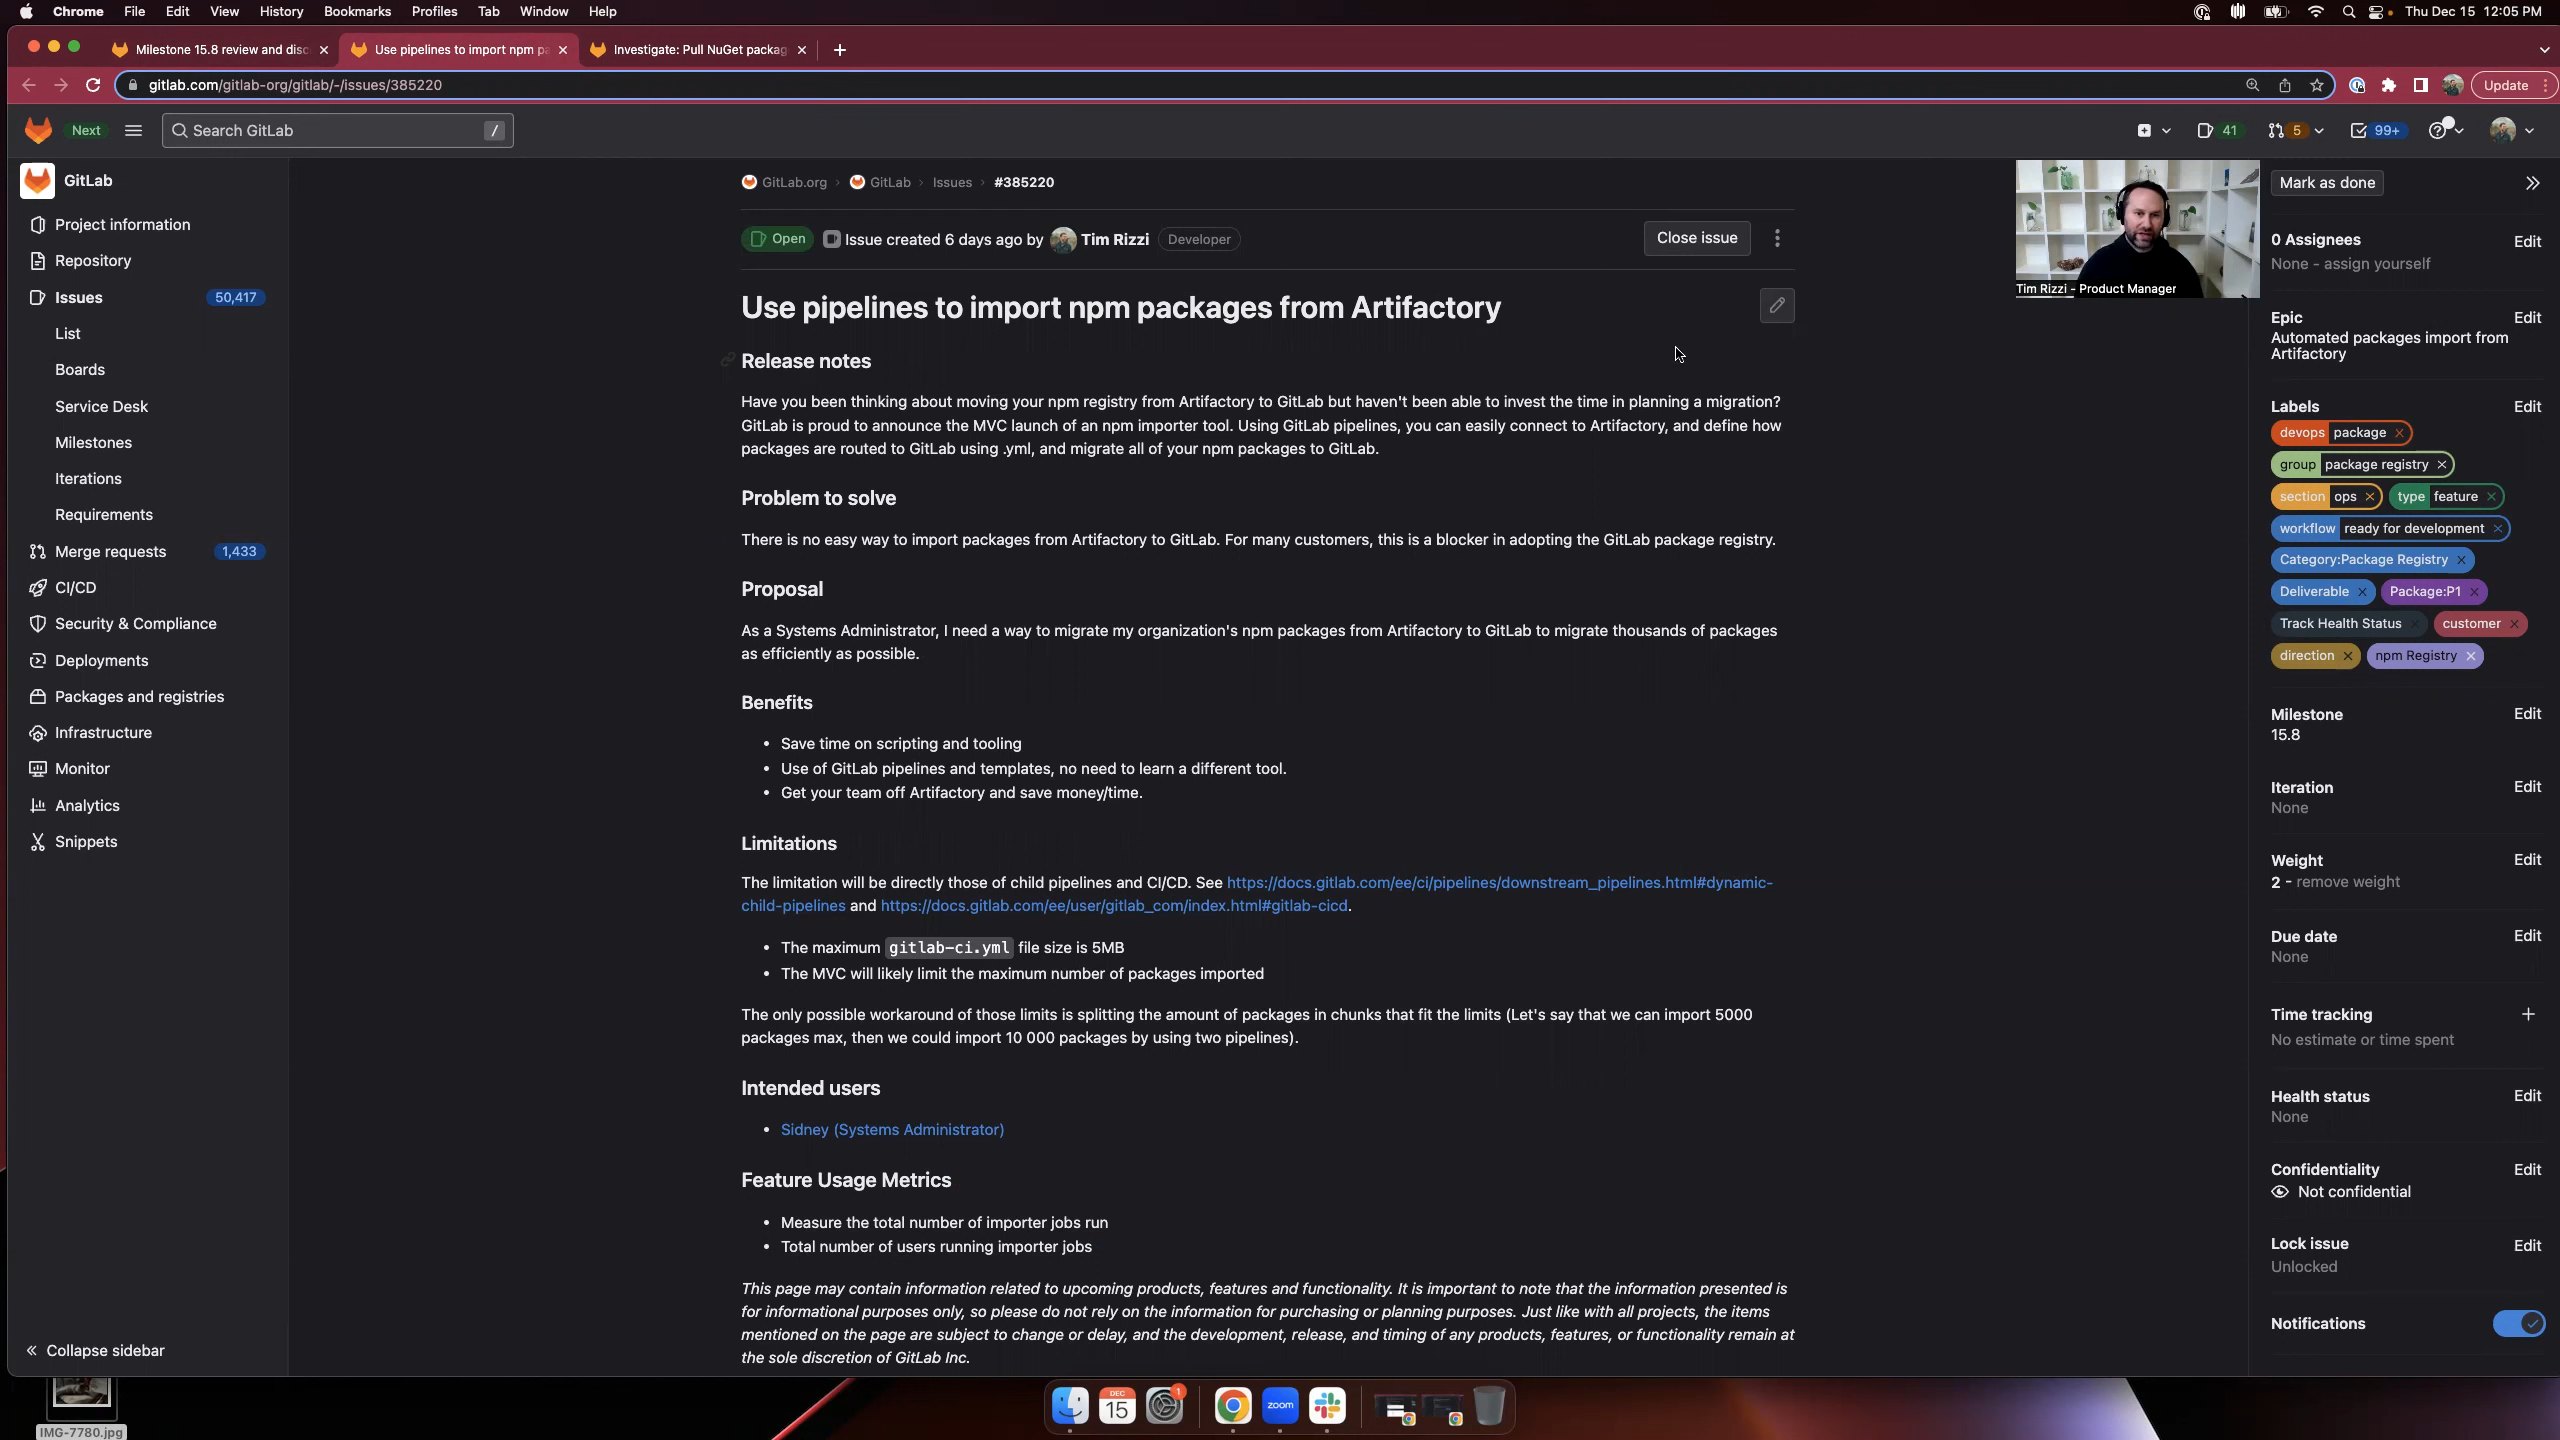 Chrome File Edit View History Bookmarks Profiles Tab Window Help
Thu Dec 15 12:05 PM
Milestone 15.8 review and disc
Use pipelines to import npm pa
Investigate: Pull NuGet packag
gitlab.com/gitlab-org/gitlab/-/issues/385220
Update
Next
Search GitLab
/
41
5
99+
GitLab
Project information
Repository
Issues 50,417
List
Boards
Service Desk
Milestones
Iterations
Requirements
Merge requests 1,433
CI/CD
Security & Compliance
Deployments
Packages and registries
Infrastructure
Monitor
Analytics
Snippets
Collapse sidebar
GitLab.org › GitLab › Issues › #385220
Open Issue created 6 days ago by Tim Rizzi Developer
Close issue
Use pipelines to import npm packages from Artifactory
Release notes
Have you been thinking about moving your npm registry from Artifactory to GitLab but haven't been able to invest the time in planning a migration?
GitLab is proud to announce the MVC launch of an npm importer tool. Using GitLab pipelines, you can easily connect to Artifactory, and define how
packages are routed to GitLab using .yml, and migrate all of your npm packages to GitLab.
Problem to solve
There is no easy way to import packages from Artifactory to GitLab. For many customers, this is a blocker in adopting the GitLab package registry.
Proposal
As a Systems Administrator, I need a way to migrate my organization's npm packages from Artifactory to GitLab to migrate thousands of packages
as efficiently as possible.
Benefits
• Save time on scripting and tooling
• Use of GitLab pipelines and templates, no need to learn a different tool.
• Get your team off Artifactory and save money/time.
Limitations
The limitation will be directly those of child pipelines and CI/CD. See https://docs.gitlab.com/ee/ci/pipelines/downstream_pipelines.html#dynamic-
child-pipelines and https://docs.gitlab.com/ee/user/gitlab_com/index.html#gitlab-cicd.
• The maximum gitlab-ci.yml file size is 5MB
• The MVC will likely limit the maximum number of packages imported
The only possible workaround of those limits is splitting the amount of packages in chunks that fit the limits (Let's say that we can import 5000
packages max, then we could import 10 000 packages by using two pipelines).
Intended users
• Sidney (Systems Administrator)
Feature Usage Metrics
• Measure the total number of importer jobs run
• Total number of users running importer jobs
This page may contain information related to upcoming products, features and functionality. It is important to note that the information presented is
for informational purposes only, so please do not rely on the information for purchasing or planning purposes. Just like with all projects, the items
mentioned on the page are subject to change or delay, and the development, release, and timing of any products, features, or functionality remain at
the sole discretion of GitLab Inc.
Tim Rizzi - Product Manager
Mark as done
0 Assignees Edit
None - assign yourself
Epic Edit
Automated packages import from
Artifactory
Labels Edit
devops package
group package registry
section ops type feature
workflow ready for development
Category:Package Registry
Deliverable Package:P1
Track Health Status customer
direction npm Registry
Milestone Edit
15.8
Iteration Edit
None
Weight Edit
2 - remove weight
Due date Edit
None
Time tracking +
No estimate or time spent
Health status Edit
None
Confidentiality Edit
Not confidential
Lock issue Edit
Unlocked
Notifications
DEC
15
1
zoom
IMG-7780.jpg